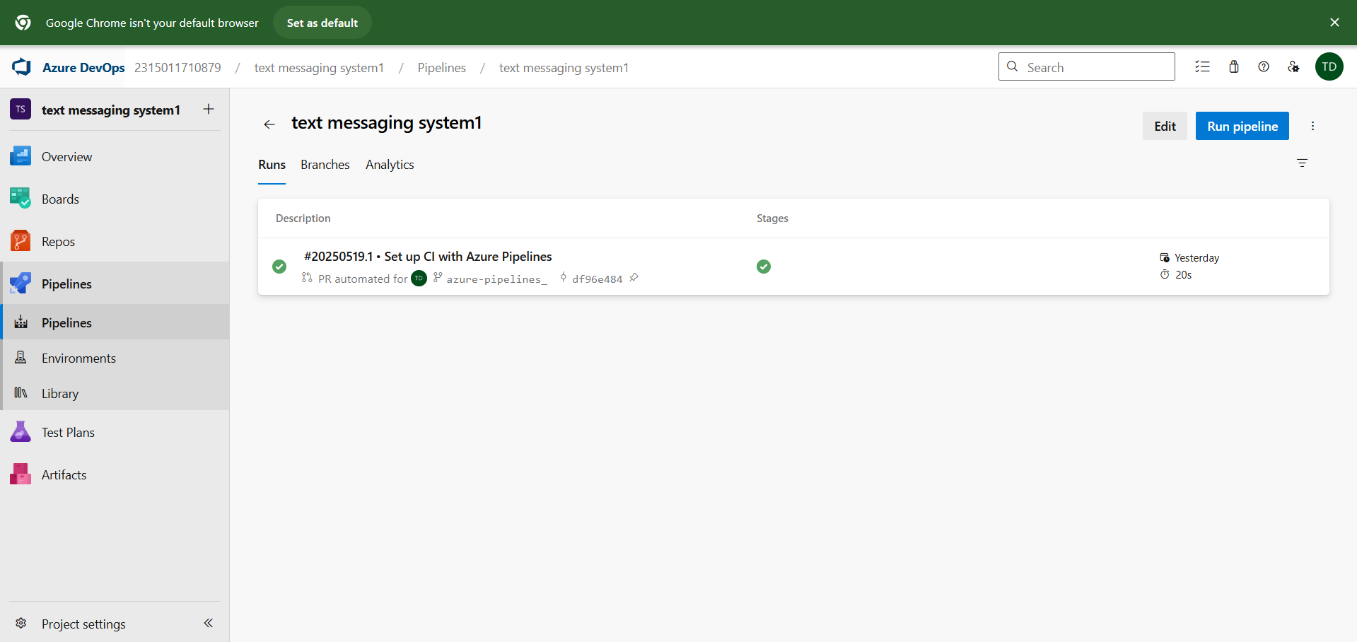 Google Chrome isn't your default browser Set as default
Azure DevOps 2315011710879 / text messaging system1 / Pipelines / text messaging system1 Search TD
TS text messaging system1
text messaging system1 Edit Run pipeline
Overview
Runs Branches Analytics
Boards
Description Stages
Repos
#20250519.1 • Set up CI with Azure Pipelines Yesterday
PR automated for TD azure-pipelines_ df96e484 20s
Pipelines
Pipelines
Environments
Library
Test Plans
Artifacts
Project settings